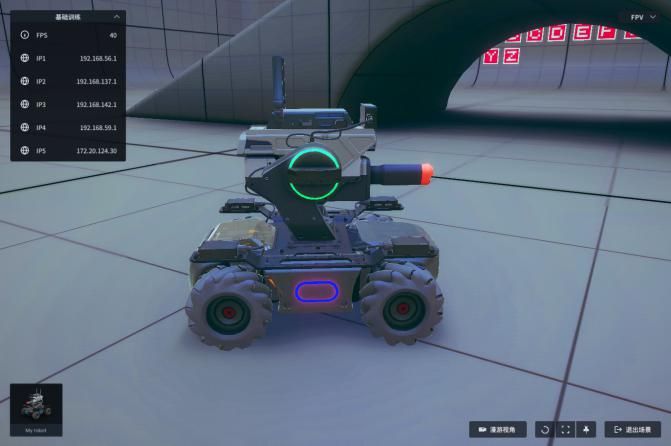 基础训练
FPS 40
IP1 192.168.56.1
IP2 192.168.137.1
IP3 192.168.142.1
IP4 192.168.59.1
IP5 172.20.124.30
FPV
C D E F
Y Z
My robot
漫游视角
退出场景